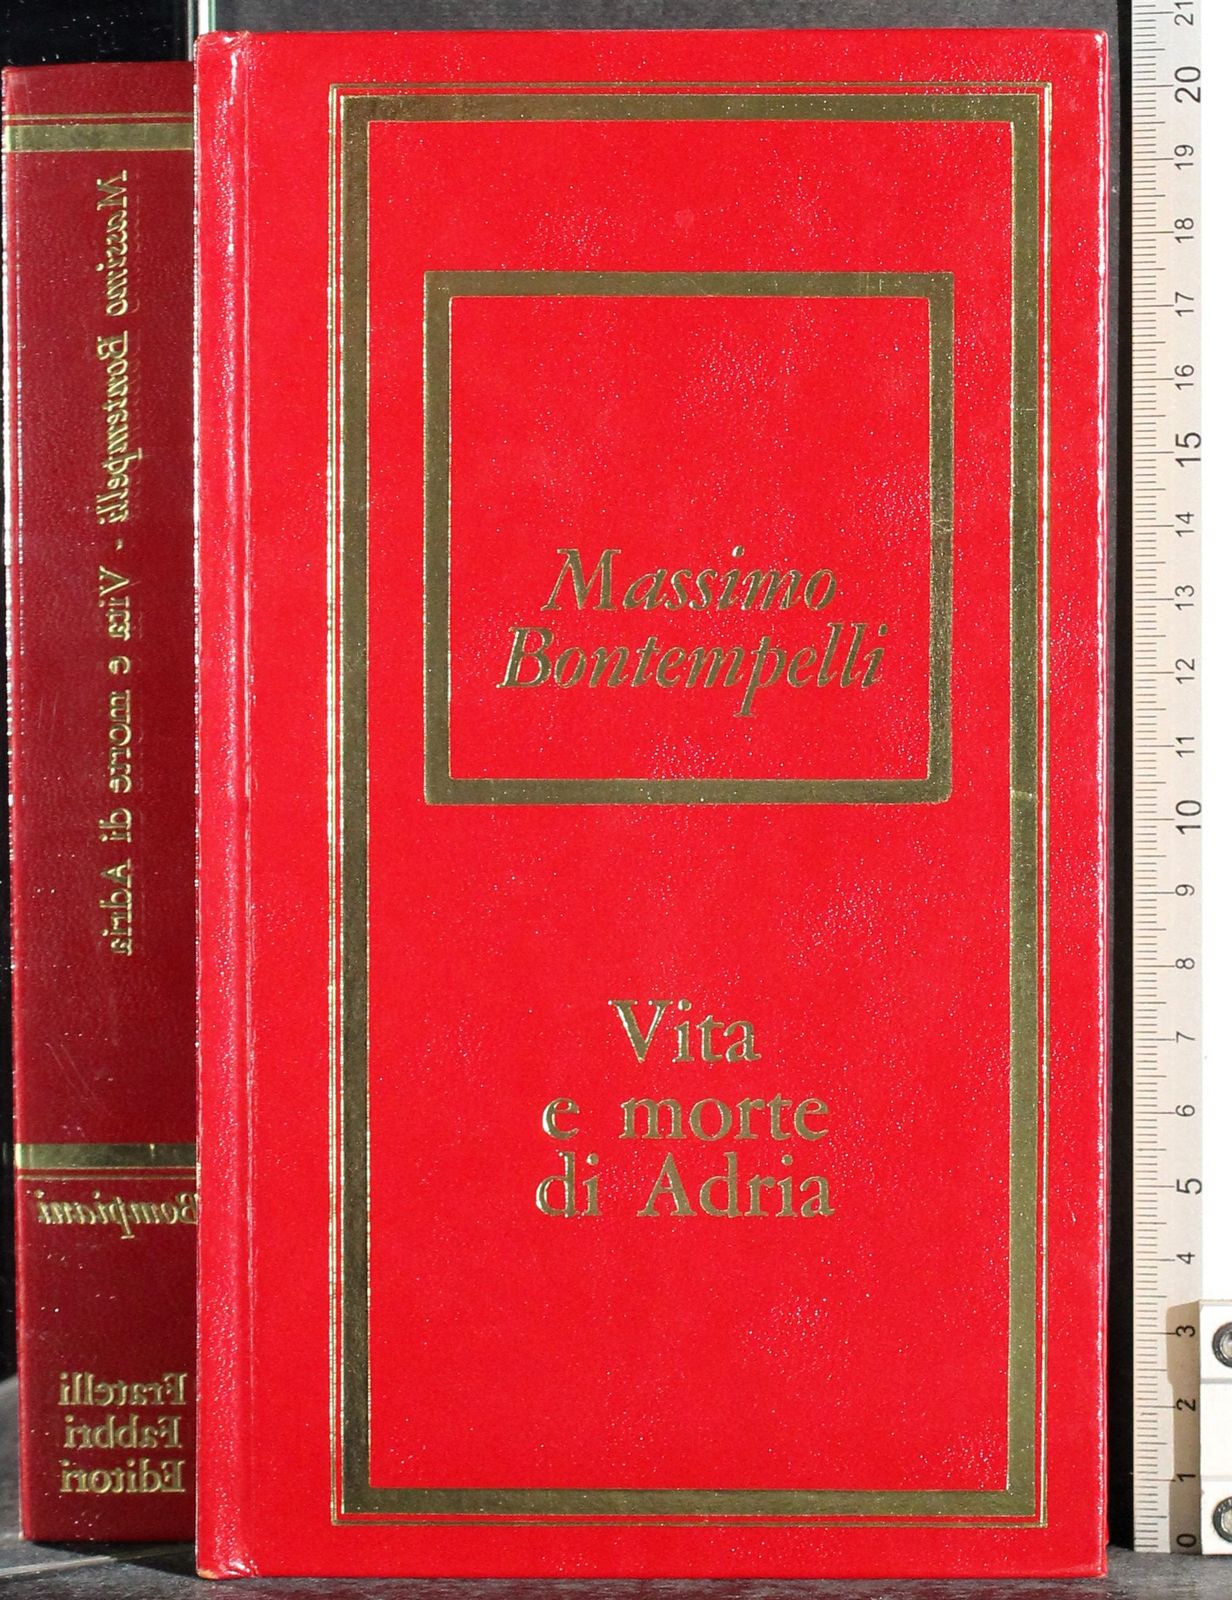 Massimo
Bontempelli
Vita
e morte
di Adria
Massimo Bontempelli - Vita e morte di Adria
Bompiani
Fratelli
Fabbri
Editori
21
20
19
18
17
16
15
14
13
12
11
10
9
8
7
6
5
4
3
2
1
0